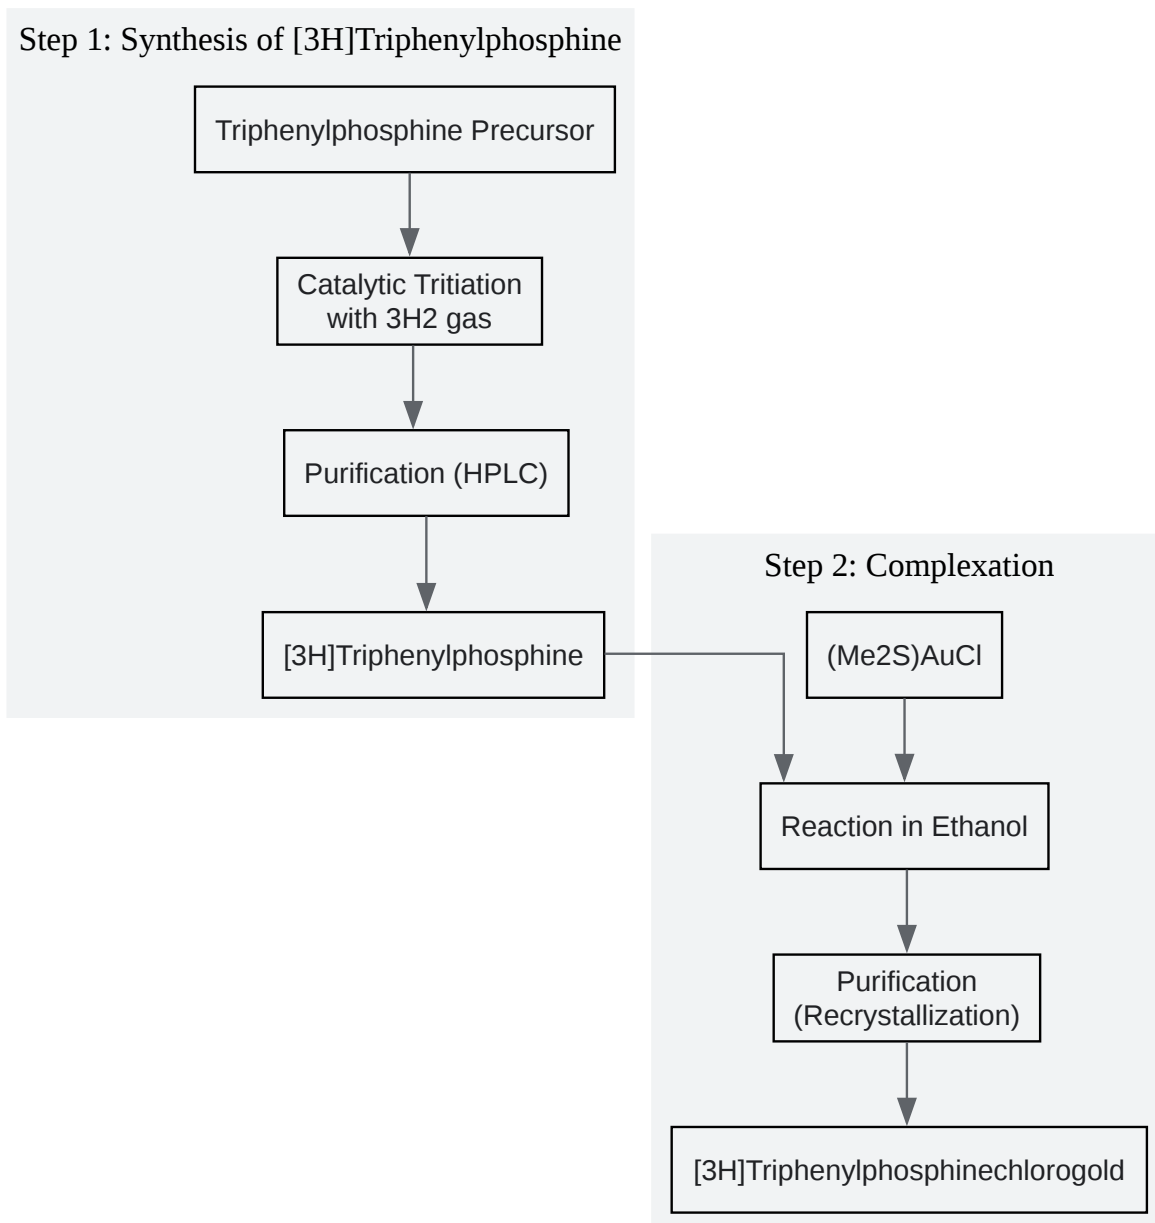 Step 1: Synthesis of [3H]Triphenylphosphine
Triphenylphosphine Precursor
Catalytic Tritiation
with 3H2 gas
Purification (HPLC)
[3H]Triphenylphosphine
Step 2: Complexation
(Me2S)AuCl
Reaction in Ethanol
Purification
(Recrystallization)
[3H]Triphenylphosphinechlorogold